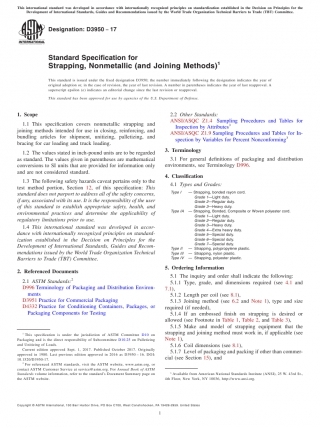 This international standard was developed in accordance with internationally recognized principles on standardization established in the Decision on Principles for the
Development of International Standards, Guides and Recommendations issued by the World Trade Organization Technical Barriers to Trade (TBT) Committee.
Designation: D3950 − 17
Standard Specification for
Strapping, Nonmetallic (and Joining Methods)1
This standard is issued under the fixed designation D3950; the number immediately following the designation indicates the year of
original adoption or, in the case of revision, the year of last revision. A number in parentheses indicates the year of last reapproval. A
superscript epsilon (ε) indicates an editorial change since the last revision or reapproval.
This standard has been approved for use by agencies of the U.S. Department of Defense.
1. Scope
1.1 This specification covers nonmetallic strapping and
joining methods intended for use in closing, reinforcing, and
bundling articles for shipment, unitizing, palletizing, and
bracing for car loading and truck loading.
1.2 The values stated in inch-pound units are to be regarded
as standard. The values given in parentheses are mathematical
conversions to SI units that are provided for information only
and are not considered standard.
1.3 The following safety hazards caveat pertains only to the
test method portion, Section 12, of this specification: This
standard does not purport to address all of the safety concerns,
if any, associated with its use. It is the responsibility of the user
of this standard to establish appropriate safety, health, and
environmental practices and determine the applicability of
regulatory limitations prior to use.
1.4 This international standard was developed in accor-
dance with internationally recognized principles on standard-
ization established in the Decision on Principles for the
Development of International Standards, Guides and Recom-
mendations issued by the World Trade Organization Technical
Barriers to Trade (TBT) Committee.
2. Referenced Documents
2.1 ASTM Standards:2
D996 Terminology of Packaging and Distribution Environ-
ments
D3951 Practice for Commercial Packaging
D4332 Practice for Conditioning Containers, Packages, or
Packaging Components for Testing
1 This specification is under the jurisdiction of ASTM Committee D10 on
Packaging and is the direct responsibility of Subcommittee D10.25 on Palletizing
and Unitizing of Loads.
Current edition approved Sept. 1, 2017. Published October 2017. Originally
approved in 1980. Last previous edition approved in 2016 as D3950 – 16. DOI:
10.1520/D3950-17.
2 For referenced ASTM standards, visit the ASTM website, www.astm.org, or
contact ASTM Customer Service at service@astm.org. For Annual Book of ASTM
Standards volume information, refer to the standard's Document Summary page on
the ASTM website.
2.2 Other Standards:
ANSI/ASQC Z1.4 Sampling Procedures and Tables for
Inspection by Attributes3
ANSI/ASQC Z1.9 Sampling Procedures and Tables for In-
spection by Variables for Percent Nonconforming3
3. Terminology
3.1 For general definitions of packaging and distribution
environments, see Terminology D996.
4. Classification
4.1 Types and Grades:
Type I — Strapping, bonded rayon cord.
Grade 1—Light duty.
Grade 2—Regular duty.
Grade 3—Heavy duty.
Type IA — Strapping, Bonded, Composite or Woven polyester cord.
Grade 1—Light duty.
Grade 2—Regular duty.
Grade 3—Heavy duty.
Grade 4—Extra heavy duty.
Grade 5—Special duty.
Grade 6—Special duty.
Grade 7—Special duty.
Type II — Strapping, polypropylene plastic.
Type III — Strapping, nylon plastic.
Type IV — Strapping, polyester plastic.
5. Ordering Information
5.1 The inquiry and order shall indicate the following:
5.1.1 Type, grade, and dimensions required (see 4.1 and
7.1),
5.1.2 Length per coil (see 8.1),
5.1.3 Joining method (see 6.2 and Note 1), type and size
required (if needed),
5.1.4 If an embossed finish on strapping is desired or
allowed (see Footnote in Table 1, Table 2, and Table 3),
5.1.5 Make and model of strapping equipment that the
strapping and joining method must work in, if applicable (see
Note 1),
5.1.6 Coil dimensions (see 8.1),
5.1.7 Level of packaging and packing if other than commer-
cial (see Section 15), and
3 Available from American National Standards Institute (ANSI), 25 W. 43rd St.,
4th Floor, New York, NY 10036, http://www.ansi.org.
Copyright © ASTM International, 100 Barr Harbor Drive, PO Box C700, West Conshohocken, PA 19428-2959. United States
1